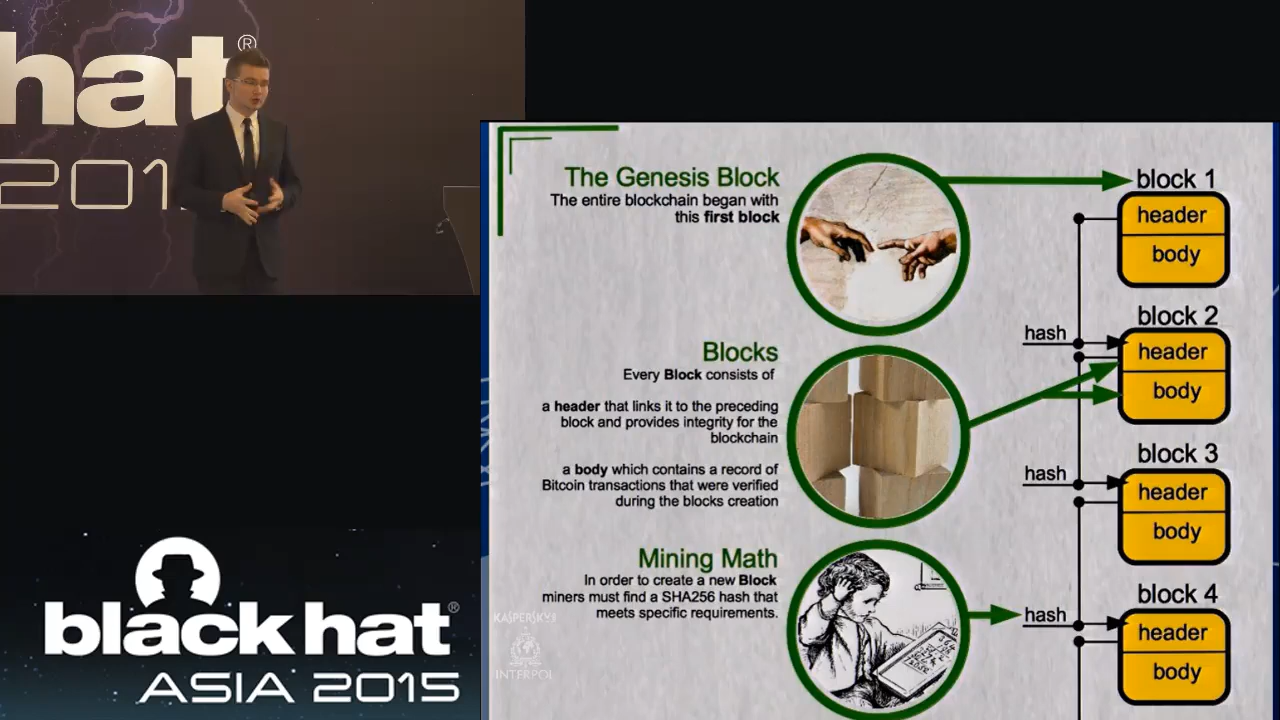 hat®
201
The Genesis Block
The entire blockchain began with
this first block
Blocks
Every Block consists of
a header that links it to the preceding
block and provides integrity for the
blockchain
a body which contains a record of
Bitcoin transactions that were verified
during the blocks creation
Mining Math
In order to create a new Block
miners must find a SHA256 hash that
meets specific requirements.
block 1
header
body
block 2
hash
header
body
block 3
hash
header
body
block 4
hash
header
body
KASPERSKY
INTERPOL
black hat®
ASIA 2015